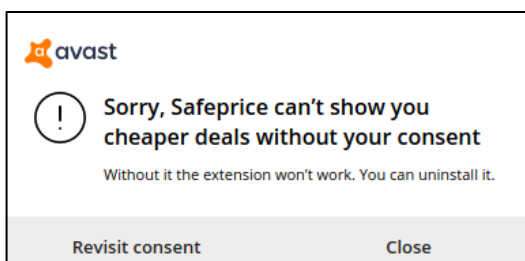 avast
Sorry, Safeprice can't show you
cheaper deals without your consent
Without it the extension won't work. You can uninstall it.
Revisit consent Close